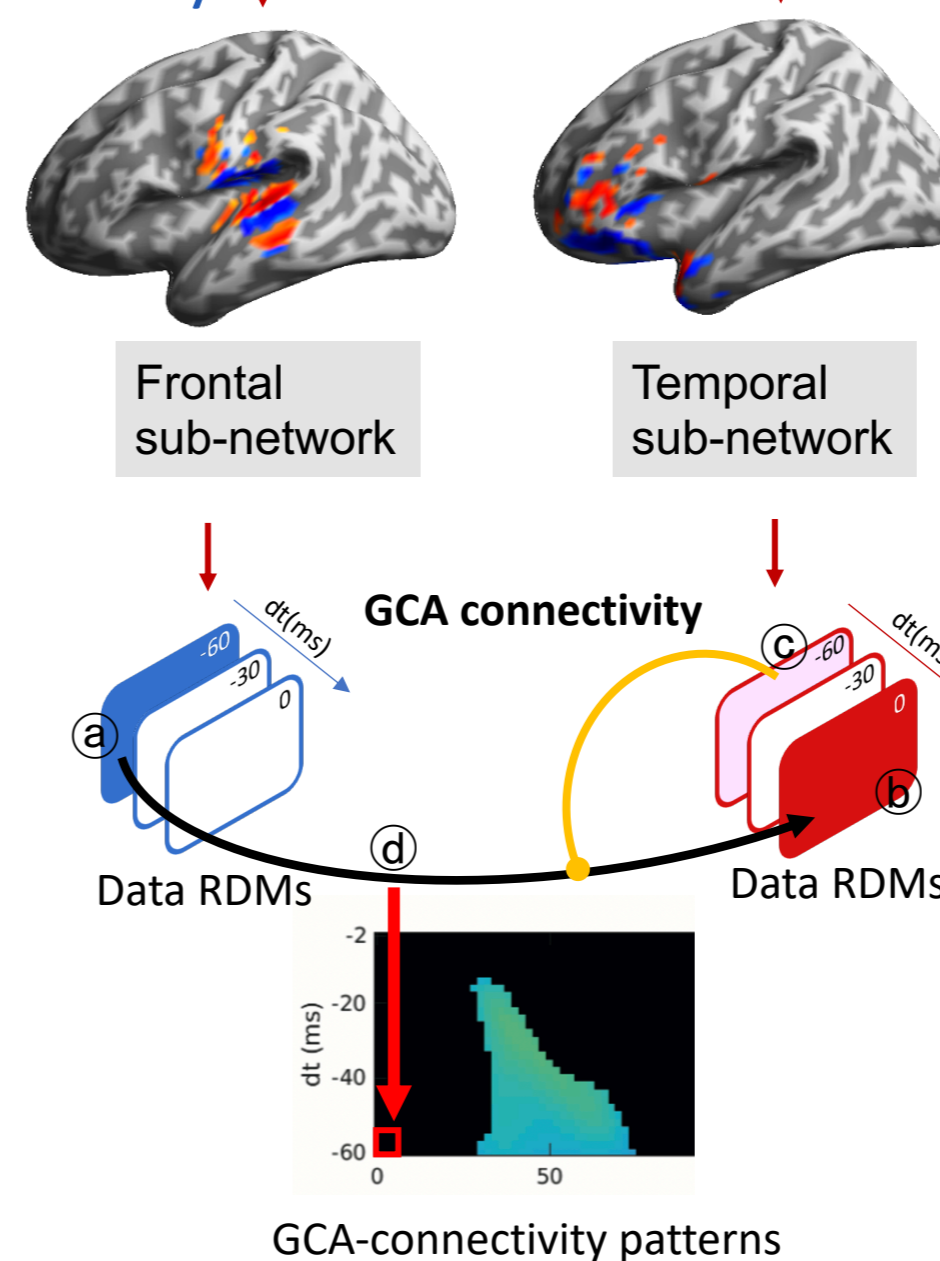 Frontal
sub-network
Temporal
sub-network
GCA connectivity
dt(ms)
-60
-30
0
ⓐ
dt(ms
ⓒ
-60
-30
0
ⓑ
ⓓ
Data RDMs
Data RDMs
-2
-20
-40
-60
dt (ms)
0
50
GCA-connectivity patterns